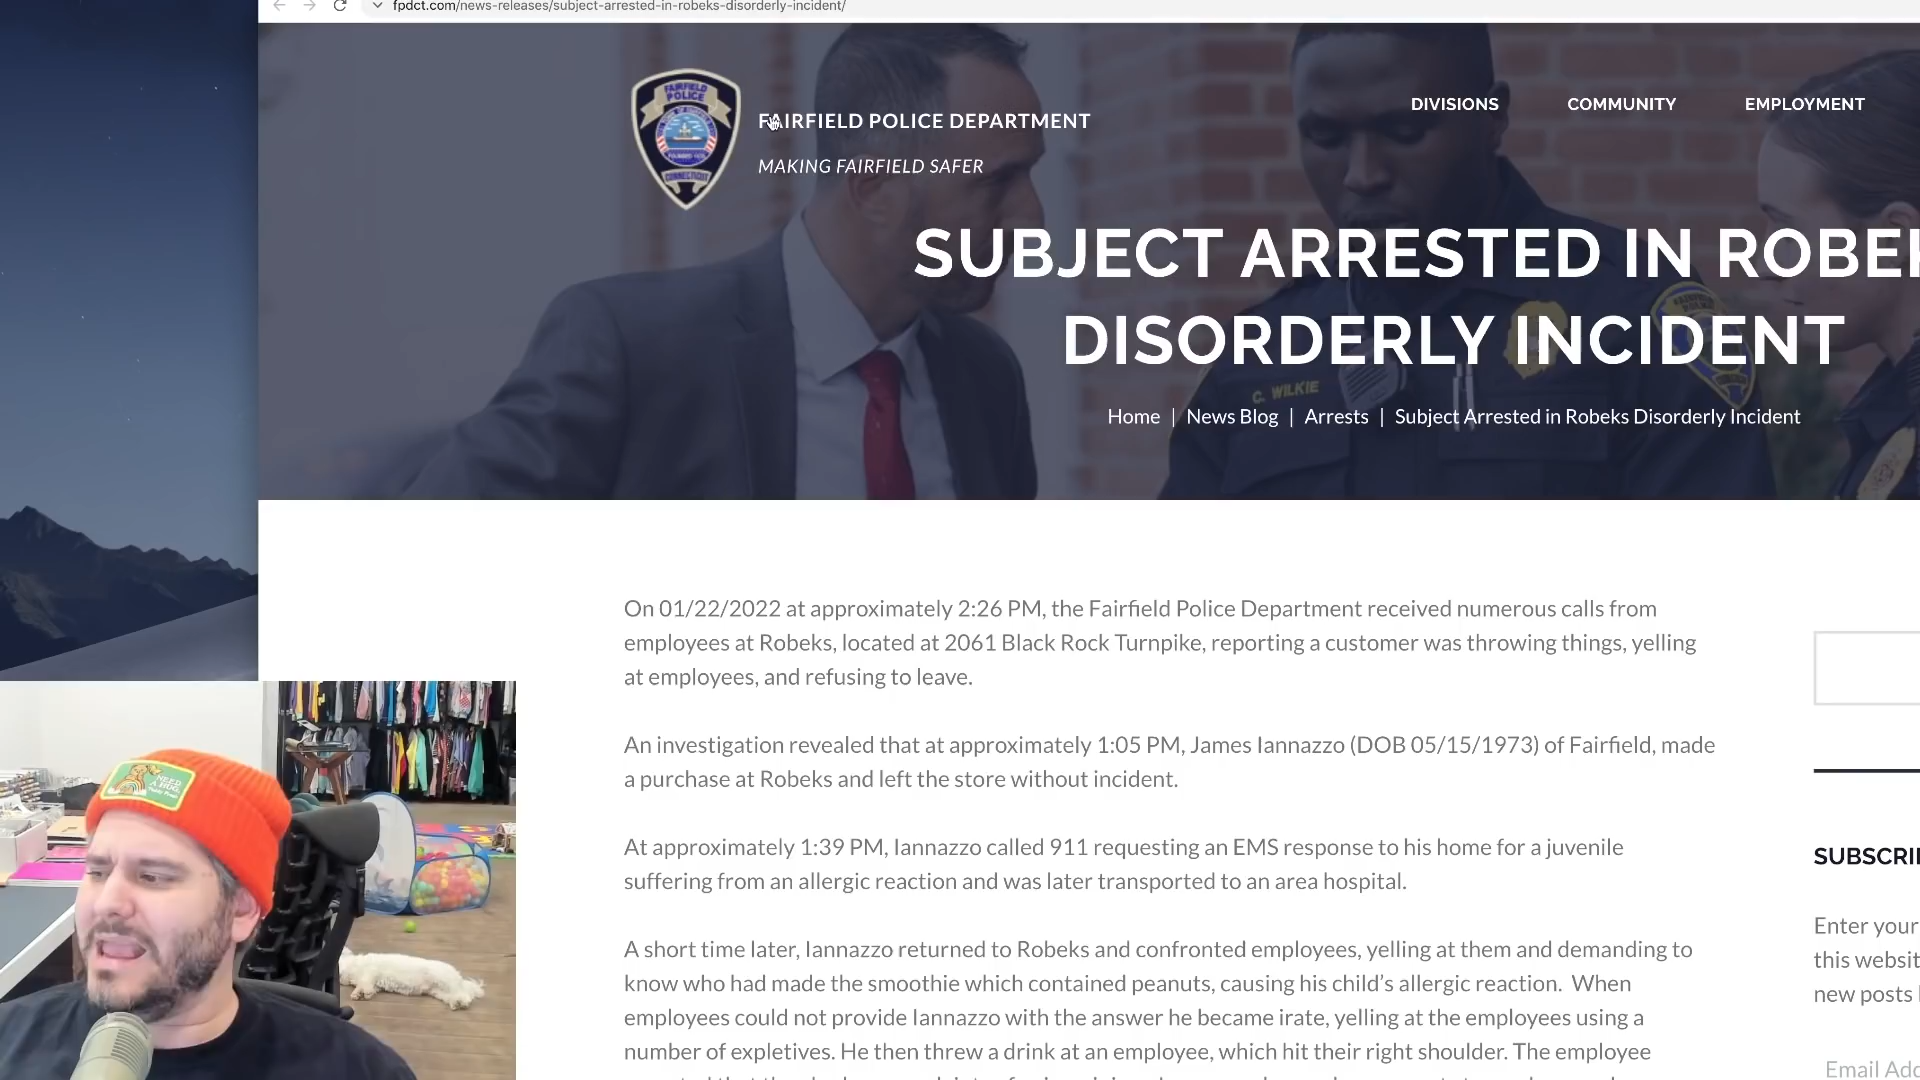 fpdct.com/news-releases/subject-arrested-in-robeks-disorderly-incident/
FAIRFIELD
POLICE
CONNECTICUT
FAIRFIELD POLICE DEPARTMENT
MAKING FAIRFIELD SAFER
DIVISIONS
COMMUNITY
EMPLOYMENT
SUBJECT ARRESTED IN ROBEK
DISORDERLY INCIDENT
C. WILKIE
Home | News Blog | Arrests | Subject Arrested in Robeks Disorderly Incident
On 01/22/2022 at approximately 2:26 PM, the Fairfield Police Department received numerous calls from
employees at Robeks, located at 2061 Black Rock Turnpike, reporting a customer was throwing things, yelling
at employees, and refusing to leave.
An investigation revealed that at approximately 1:05 PM, James Iannazzo (DOB 05/15/1973) of Fairfield, made
a purchase at Robeks and left the store without incident.
At approximately 1:39 PM, Iannazzo called 911 requesting an EMS response to his home for a juvenile
suffering from an allergic reaction and was later transported to an area hospital.
A short time later, Iannazzo returned to Robeks and confronted employees, yelling at them and demanding to
know who had made the smoothie which contained peanuts, causing his child’s allergic reaction. When
employees could not provide Iannazzo with the answer he became irate, yelling at the employees using a
number of expletives. He then threw a drink at an employee, which hit their right shoulder. The employee
SUBSCRI
Enter your
this websit
new posts
Email Add
NEED
A HUG